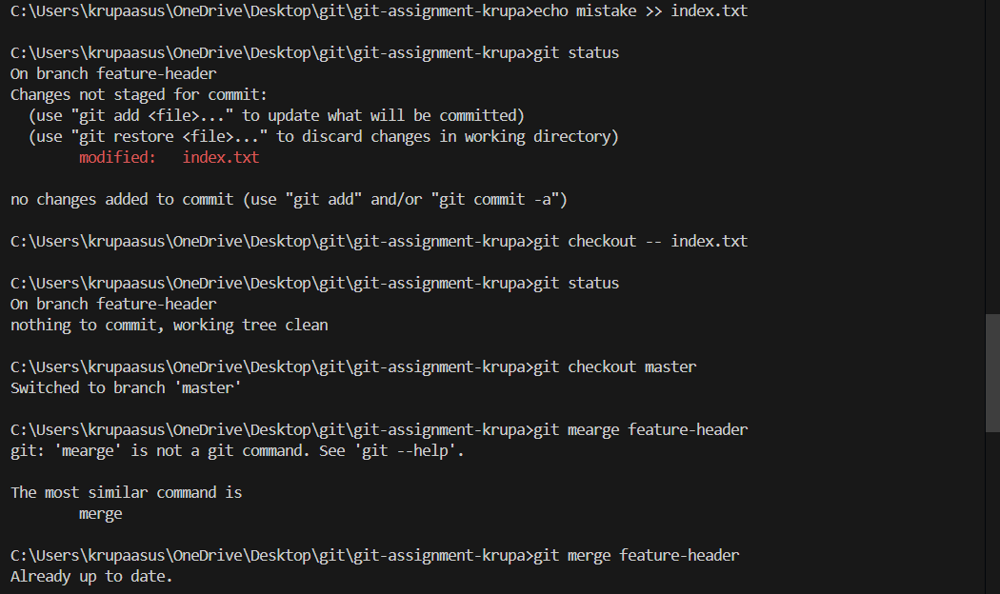 C:\Users\krupaasus\OneDrive\Desktop\git\git-assignment-krupa>echo mistake >> index.txt
C:\Users\krupaasus\OneDrive\Desktop\git\git-assignment-krupa>git status
On branch feature-header
Changes not staged for commit:
  (use "git add <file>..." to update what will be committed)
  (use "git restore <file>..." to discard changes in working directory)
        modified:   index.txt
no changes added to commit (use "git add" and/or "git commit -a")
C:\Users\krupaasus\OneDrive\Desktop\git\git-assignment-krupa>git checkout -- index.txt
C:\Users\krupaasus\OneDrive\Desktop\git\git-assignment-krupa>git status
On branch feature-header
nothing to commit, working tree clean
C:\Users\krupaasus\OneDrive\Desktop\git\git-assignment-krupa>git checkout master
Switched to branch 'master'
C:\Users\krupaasus\OneDrive\Desktop\git\git-assignment-krupa>git mearge feature-header
git: 'mearge' is not a git command. See 'git --help'.
The most similar command is
        merge
C:\Users\krupaasus\OneDrive\Desktop\git\git-assignment-krupa>git merge feature-header
Already up to date.